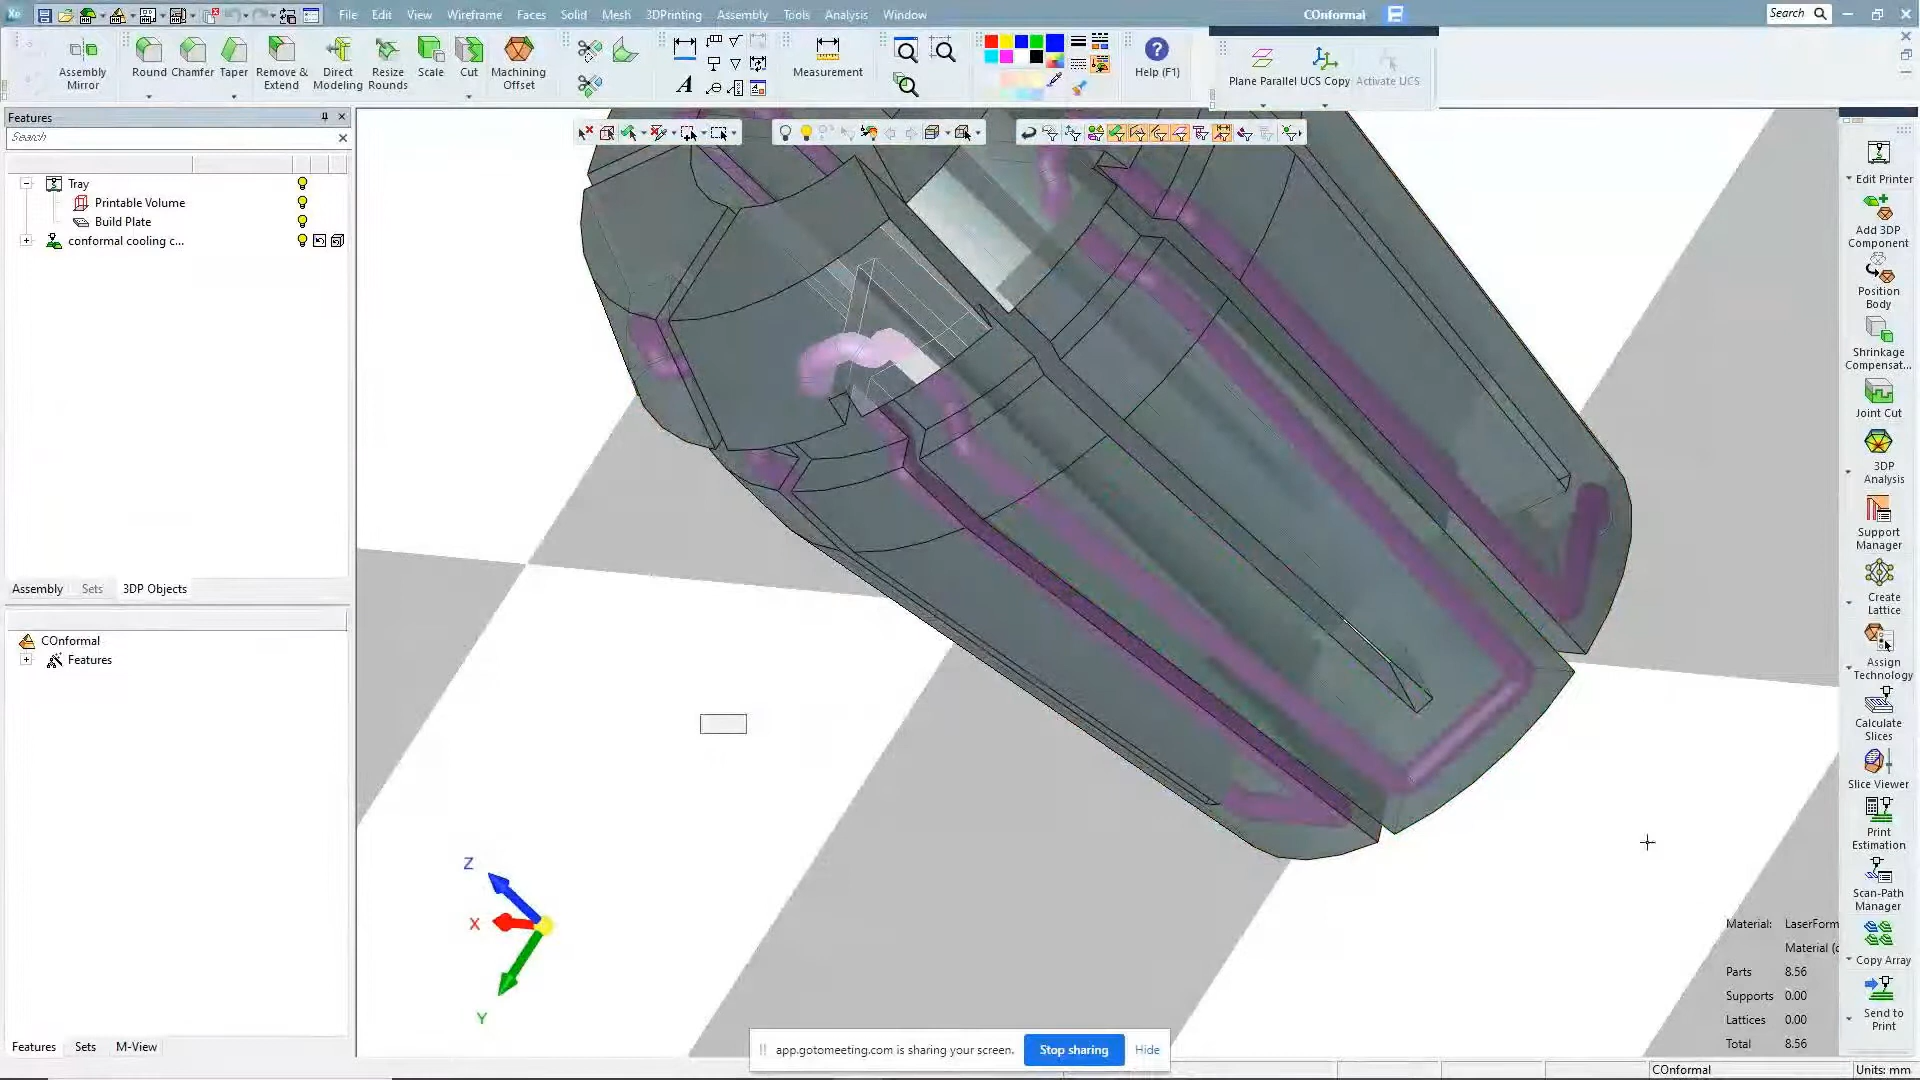 File Edit View Wireframe Faces Solid Mesh 3DPrinting Assembly Tools Analysis Window
COnformal
Search
Assembly Mirror
Round
Chamfer
Taper
Remove & Extend
Direct Modeling
Resize Rounds
Scale
Cut
Machining Offset
A
Measurement
Help (F1)
Plane Parallel
UCS Copy
Activate UCS
Features
Search
Tray
Printable Volume
Build Plate
conformal cooling c...
Assembly Sets 3DP Objects
COnformal
Features
Features Sets M-View
Z
X
Y
Edit Printer
Add 3DP Component
Position Body
Shrinkage Compensat...
Joint Cut
3DP Analysis
Support Manager
Create Lattice
Assign Technology
Calculate Slices
Slice Viewer
Print Estimation
Scan-Path Manager
Copy Array
Send to Print
Material: LaserForm
Material (c
Parts 8.56
Supports 0.00
Lattices 0.00
Total 8.56
app.gotomeeting.com is sharing your screen. Stop sharing Hide
COnformal
Units: mm